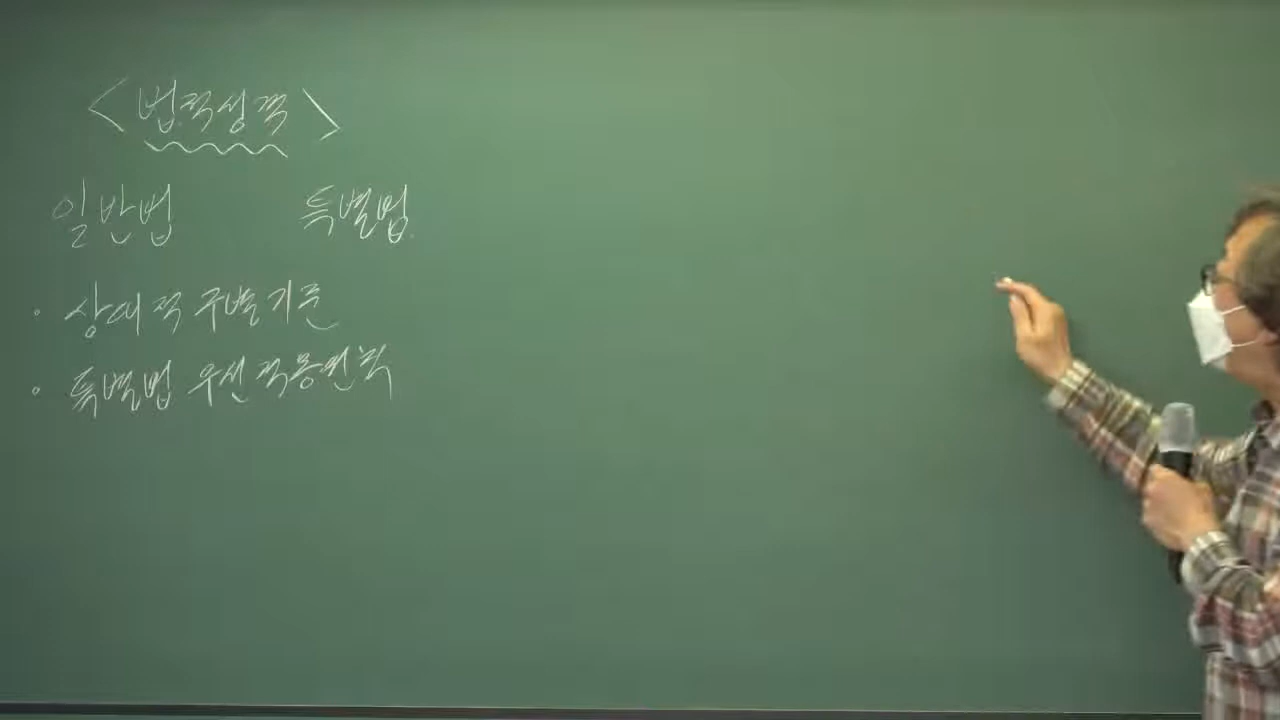 <법적성격>
일반법 특별법.
· 상대적 구별기준
· 특별법 우선적용원칙